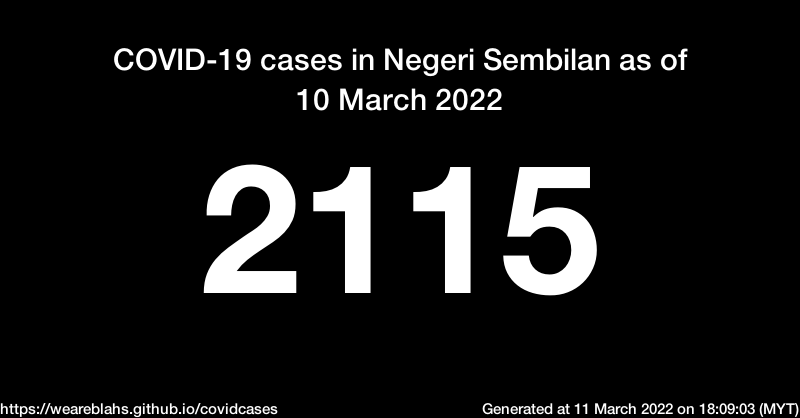 COVID-19 cases in Negeri Sembilan as of
10 March 2022
2115
https://weareblahs.github.io/covidcases
Generated at 11 March 2022 on 18:09:03 (MYT)